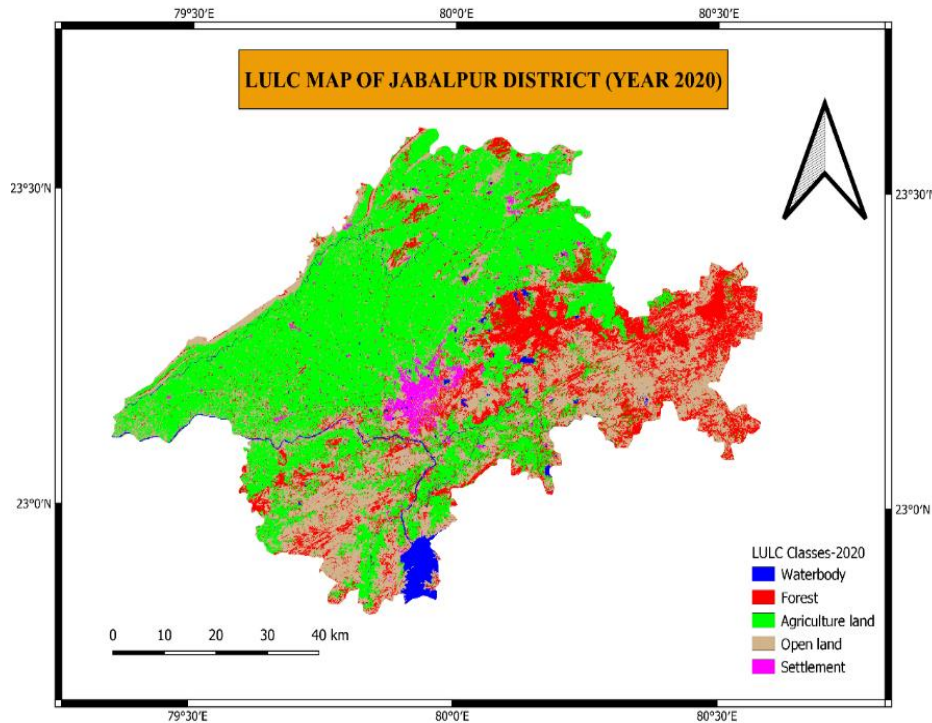 79°30'E 80°0'E 80°30'E
LULC MAP OF JABALPUR DISTRICT (YEAR 2020)
23°30'N 23°30'N
23°0'N 23°0'N
LULC Classes-2020
Waterbody
Forest
Agriculture land
Open land
Settlement
0 10 20 30 40 km
79°30'E 80°0'E 80°30'E